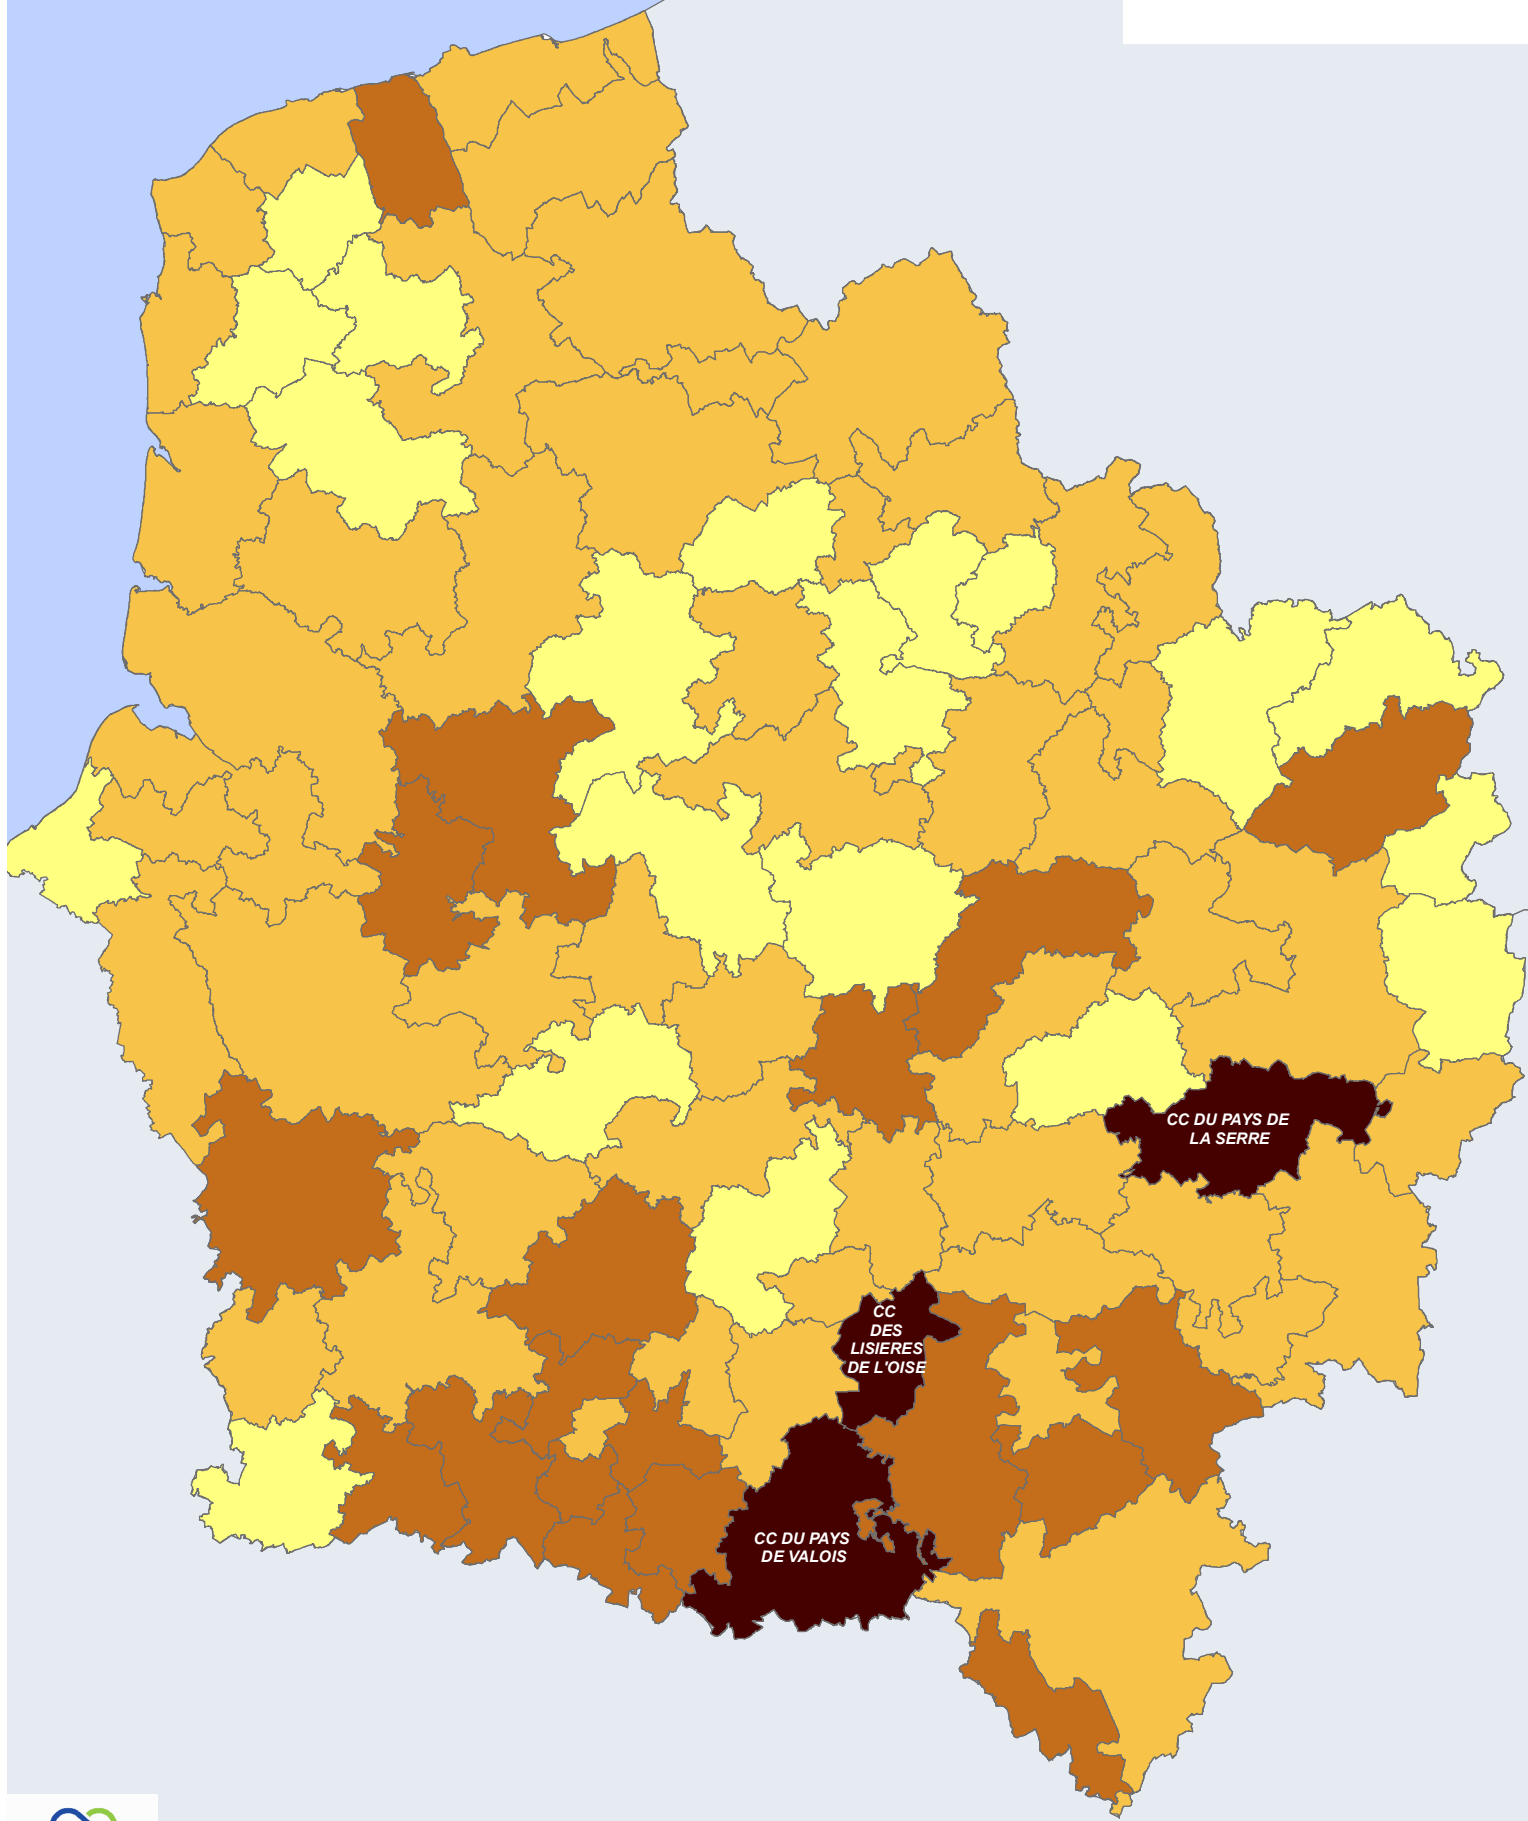 CC DU PAYS DE
LA SERRE
CC
DES
LISIERES
DE L'OISE
CC DU PAYS
DE VALOIS